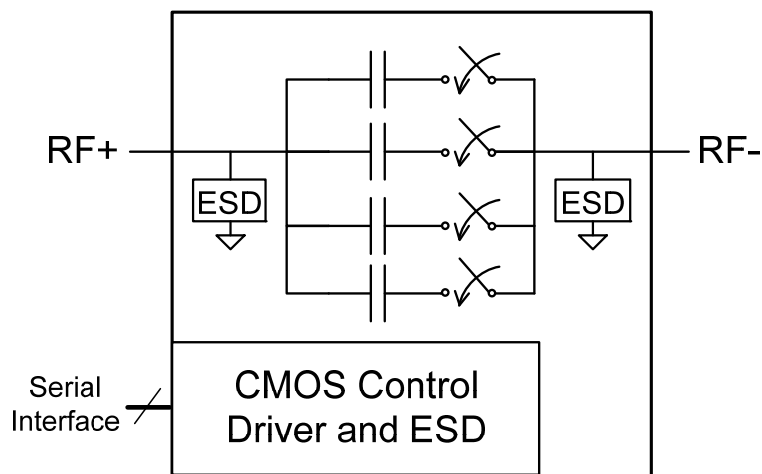 RF+
RF–
ESD
ESD
Serial
Interface
CMOS Control
Driver and ESD